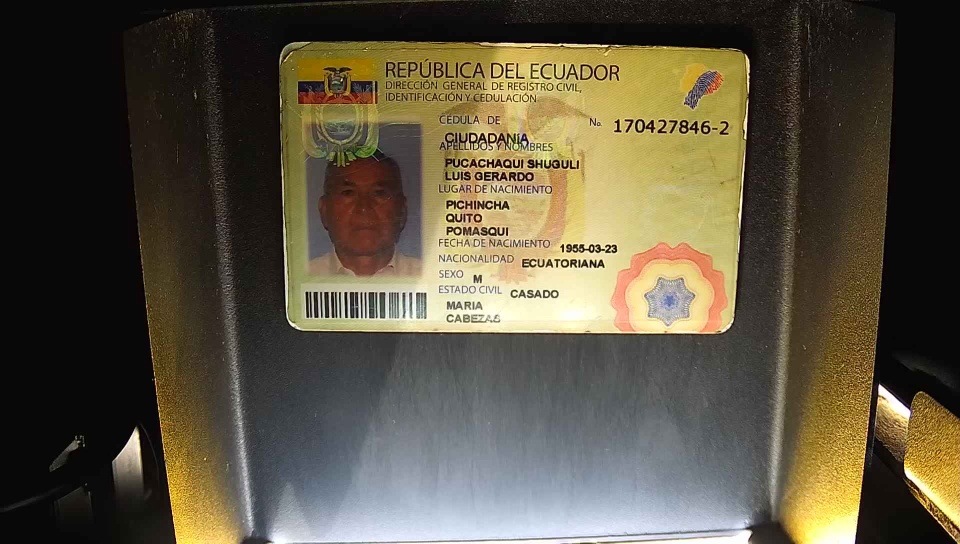 REPÚBLICA DEL ECUADOR
DIRECCIÓN GENERAL DE REGISTRO CIVIL,
IDENTIFICACIÓN Y CEDULACIÓN
CÉDULA DE No. 170427846-2
CIUDADANÍA
APELLIDOS Y NOMBRES
PUCACHAQUI SHUGULI
LUIS GERARDO
LUGAR DE NACIMIENTO
PICHINCHA
QUITO
POMASQUI
FECHA DE NACIMIENTO 1955-03-23
NACIONALIDAD ECUATORIANA
SEXO M
ESTADO CIVIL CASADO
MARIA
CABEZAS